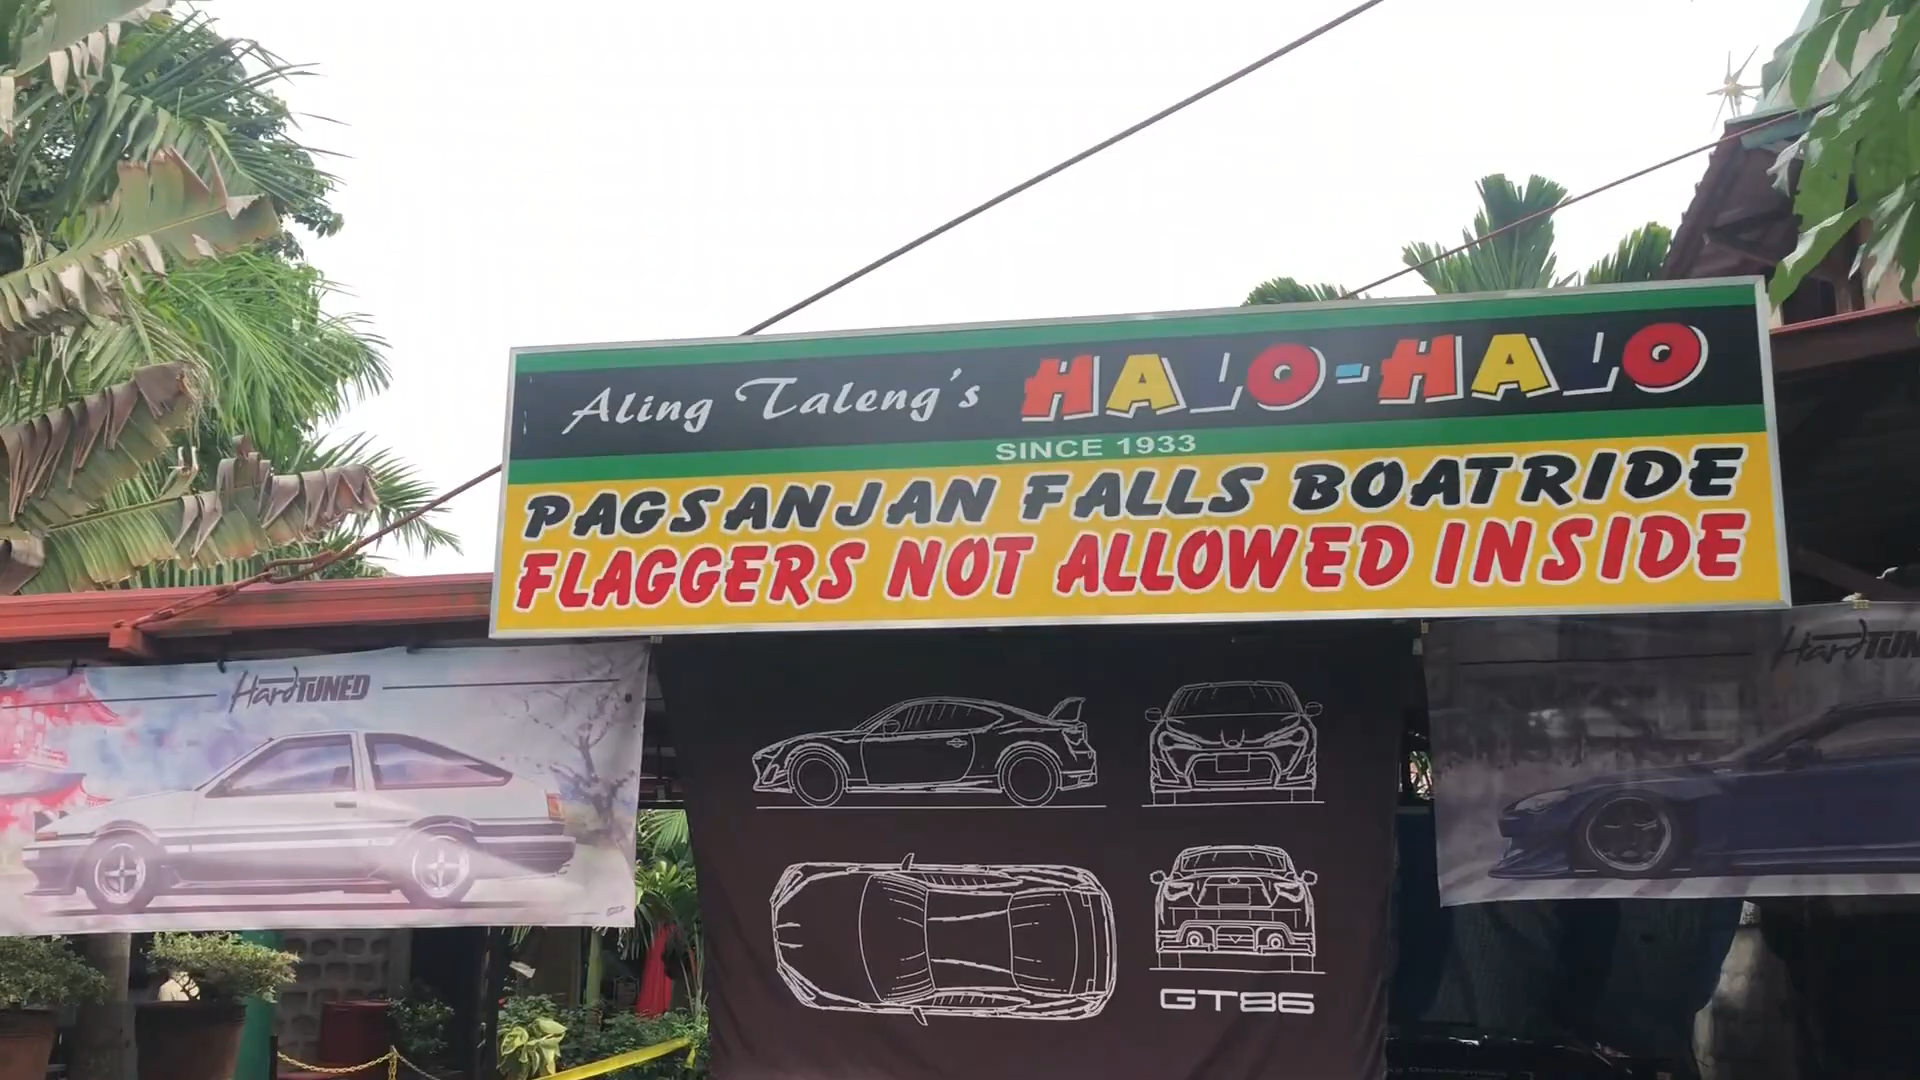 Aling Taleng's HALO-HALO
SINCE 1933
PAGSANJAN FALLS BOATRIDE
FLAGGERS NOT ALLOWED INSIDE
HardTUNED
HardTUN
GT86